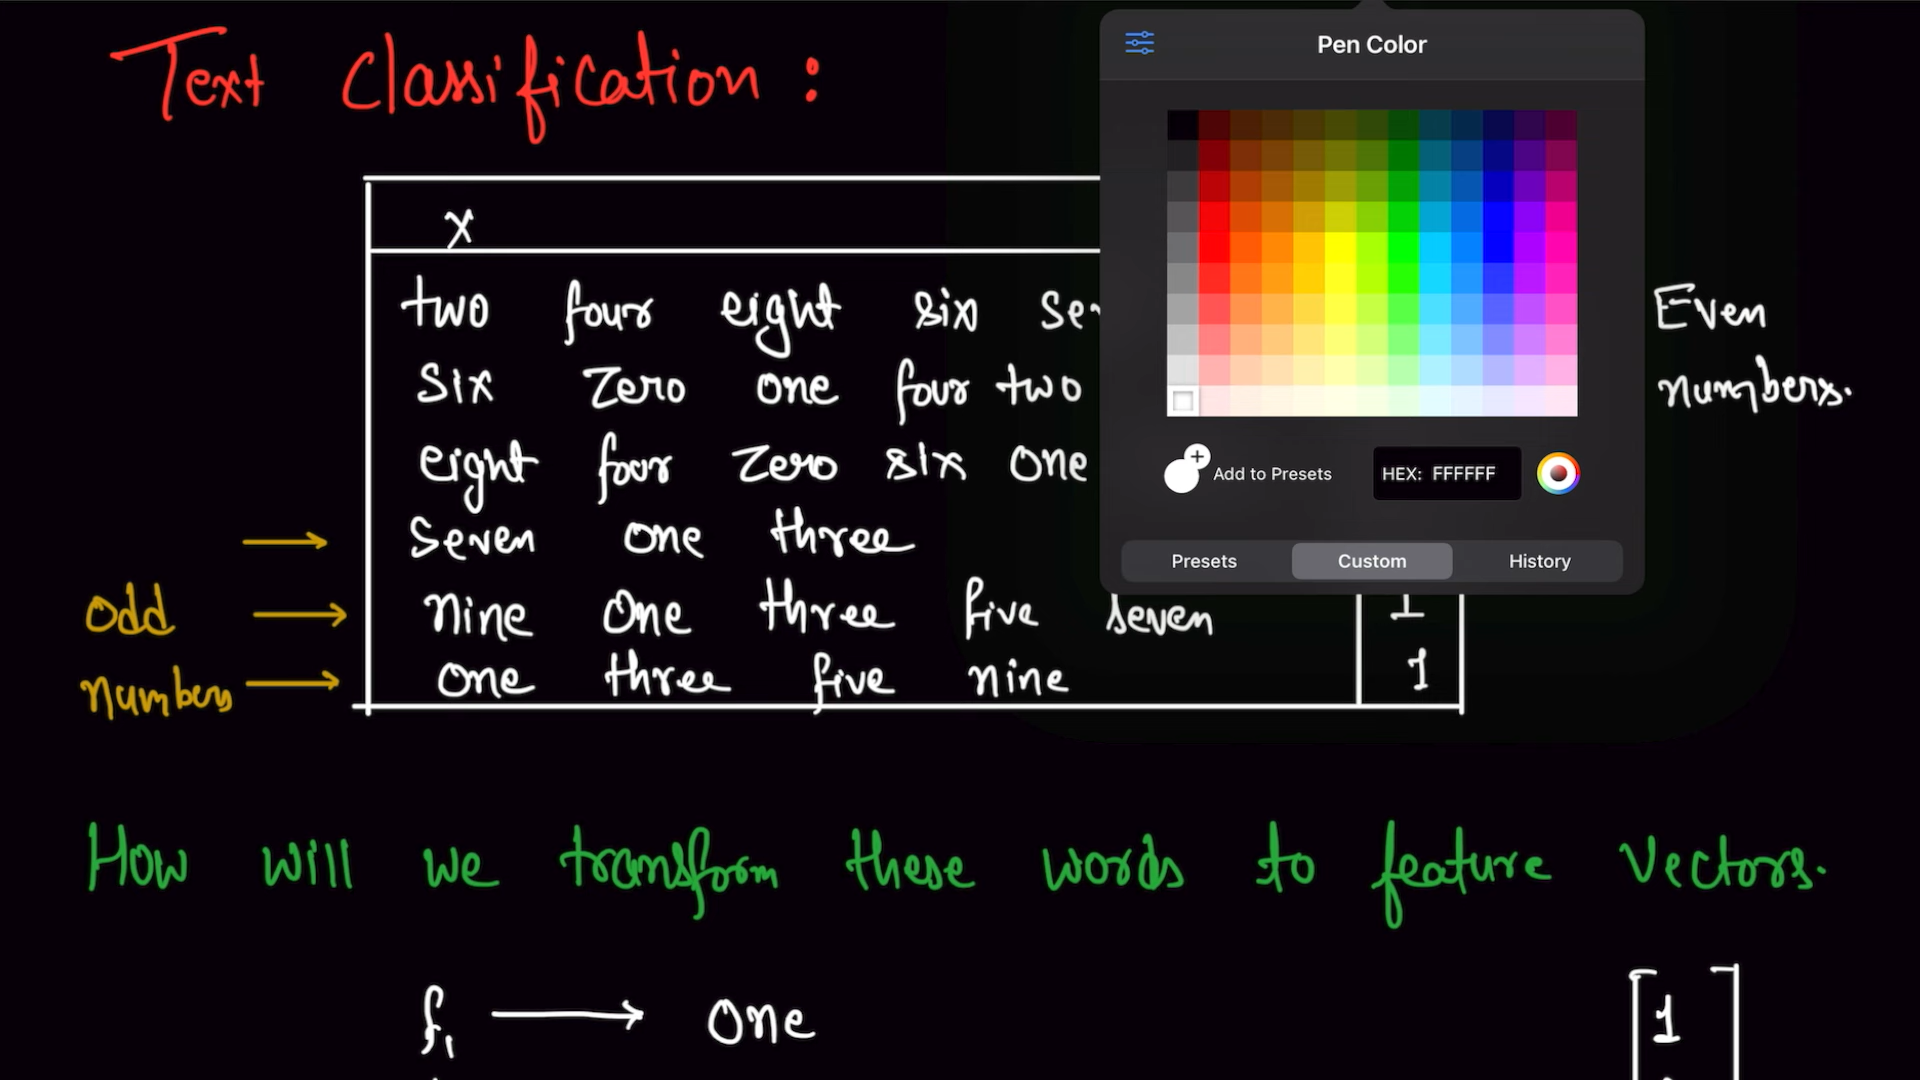 Text Classification :
Pen Color
X
two four eight six
Even
six zero one four two
numbers.
eight four zero six one
Add to Presets HEX: FFFFFF
seven one three
Presets Custom History
odd nine one three five seven 1
numbers one three five nine 1
How will we transform these words to feature vectors.
f1 → one 1